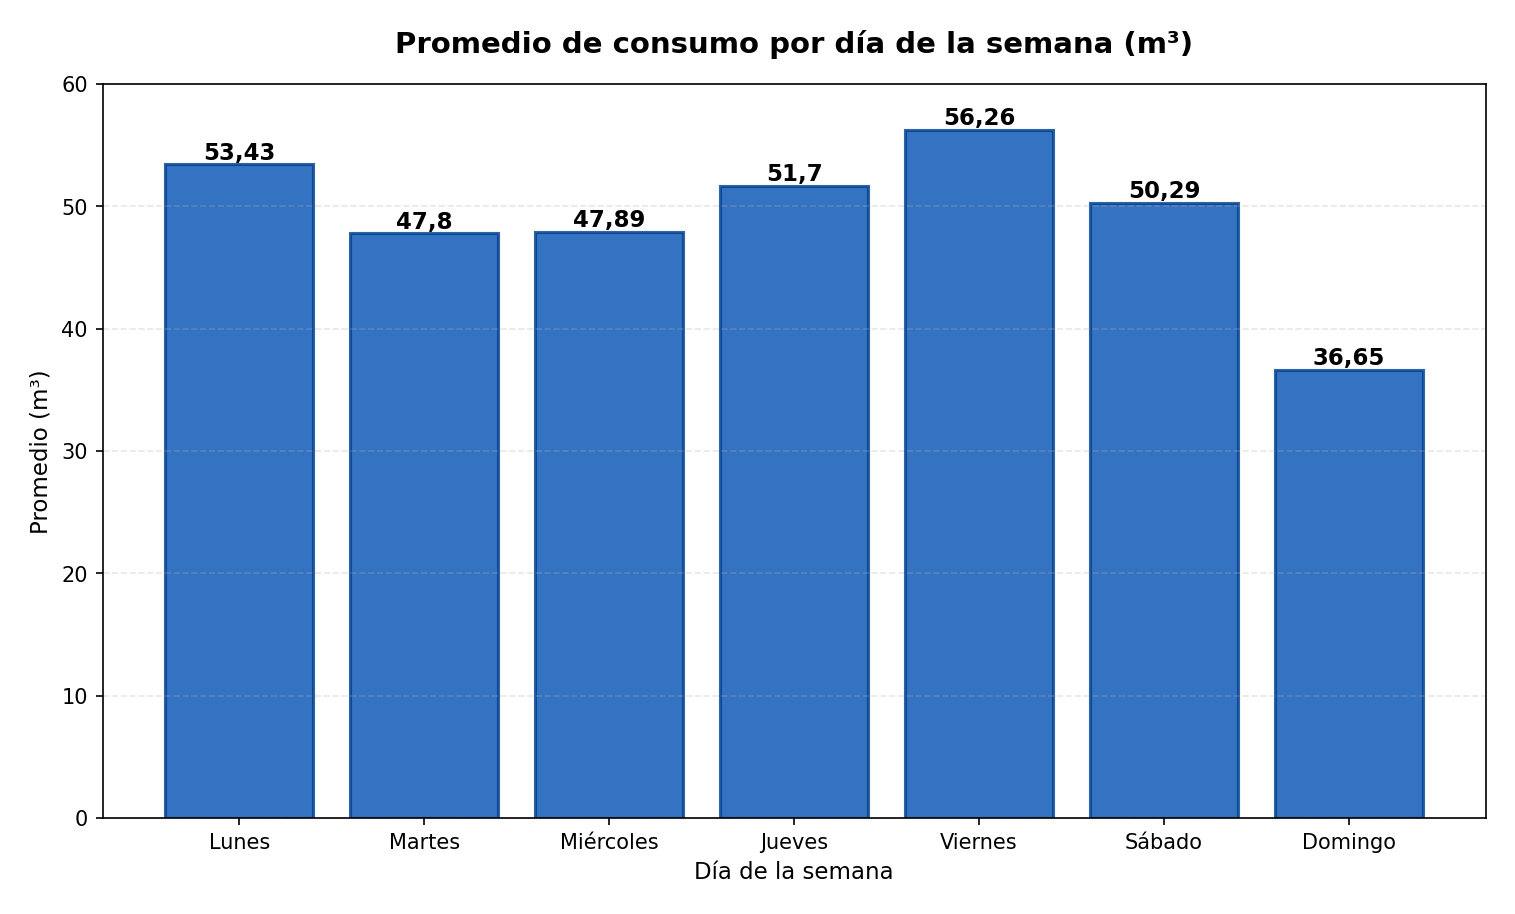 Promedio de consumo por día de la semana (m³)
60
50
40
30
20
10
0
Promedio (m³)
53,43
47,8
47,89
51,7
56,26
50,29
36,65
Lunes
Martes
Miércoles
Jueves
Viernes
Sábado
Domingo
Día de la semana